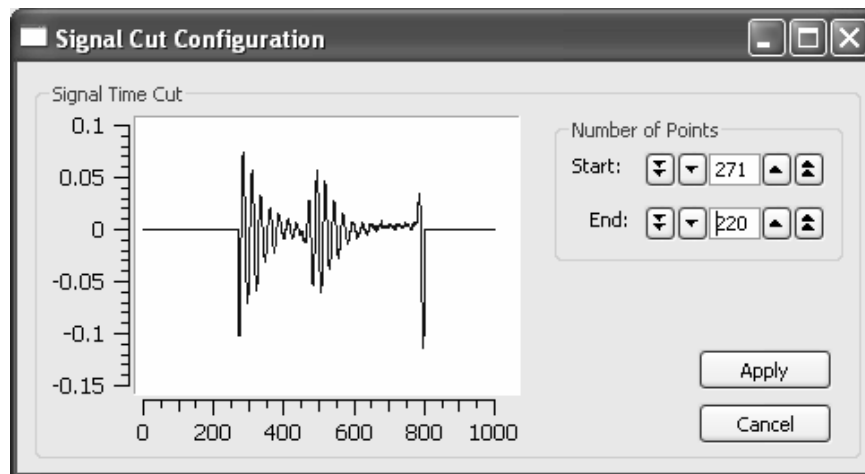 Signal Cut Configuration
Signal Time Cut
0.1
0.05
0
-0.05
-0.1
-0.15
0 200 400 600 800 1000
Number of Points
Start: 271
End: 220
Apply
Cancel